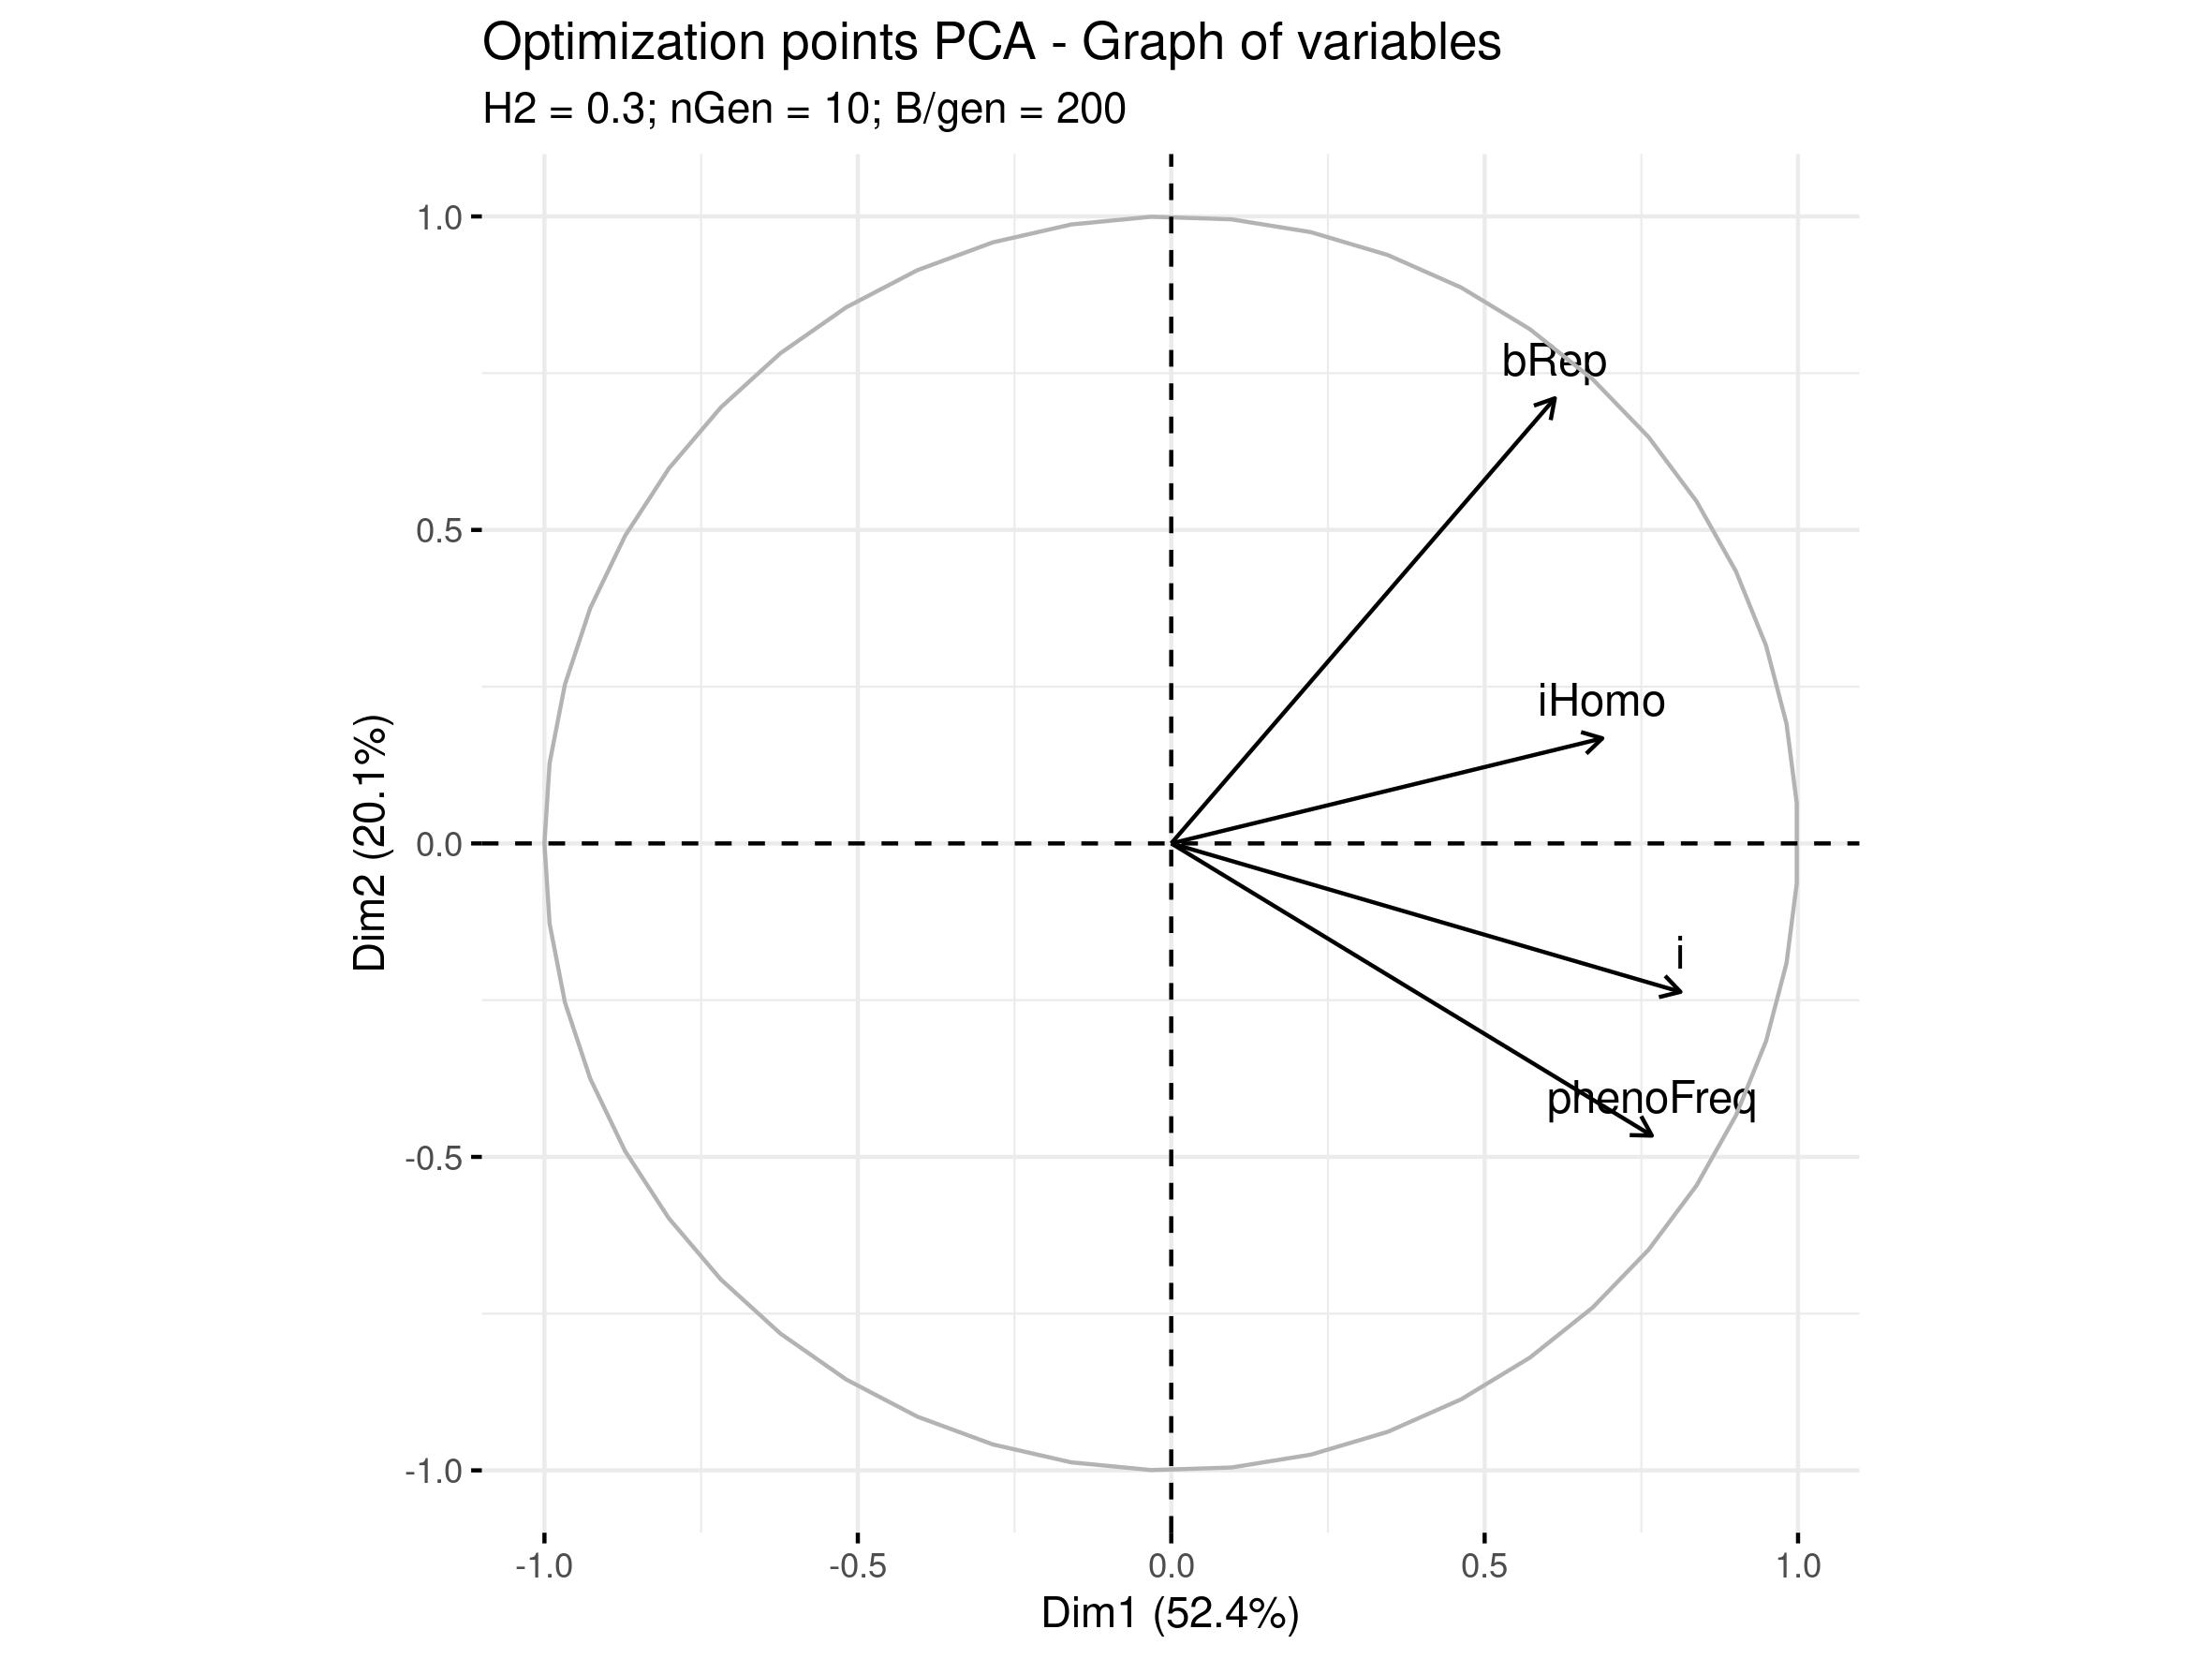 Optimization points PCA - Graph of variables
H2 = 0.3; nGen = 10; B/gen = 200
1.0
0.5
0.0
-0.5
-1.0
Dim2 (20.1%)
bRep
iHomo
i
phenoFreq
-1.0
-0.5
0.0
0.5
1.0
Dim1 (52.4%)